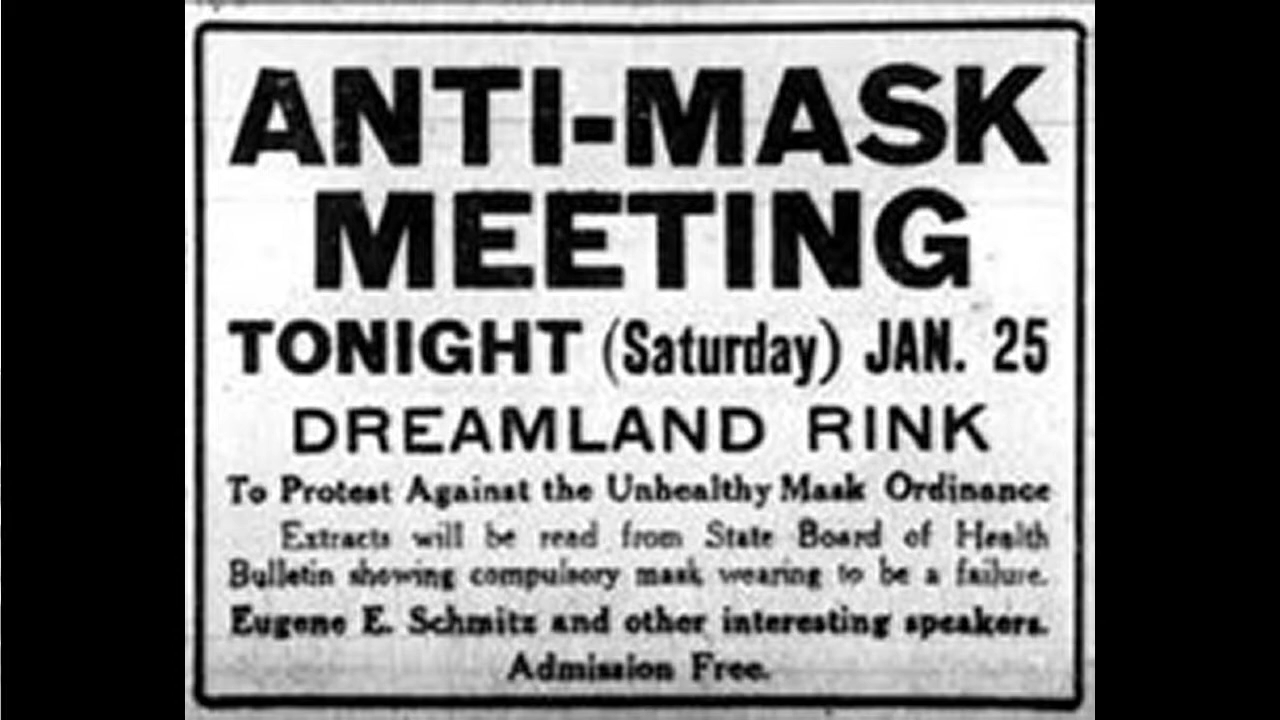 ANTI-MASK
MEETING
TONIGHT (Saturday) JAN. 25
DREAMLAND RINK
To Protest Against the Unhealthy Mask Ordinance
Extracts will be read from State Board of Health
Bulletin showing compulsory mask wearing to be a failure.
Eugene E. Schmitz and other interesting speakers.
Admission Free.